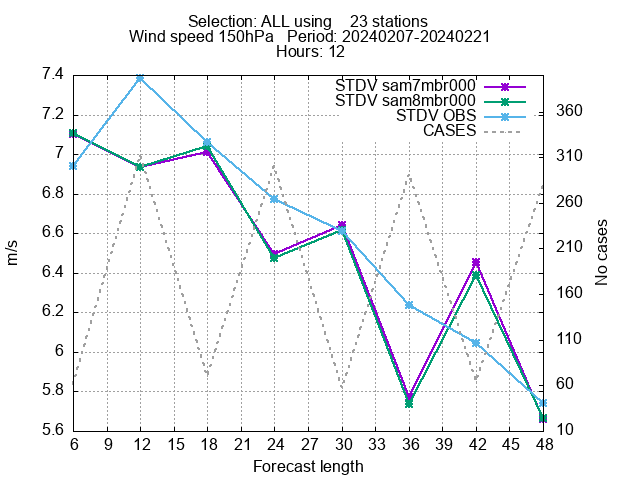 Selection: ALL using    23 stations
Wind speed 150hPa   Period: 20240207-20240221
Hours: 12
STDV sam7mbr000
STDV sam8mbr000
STDV OBS
CASES
7.4
7.2
7
6.8
6.6
6.4
6.2
6
5.8
5.6
m/s
360
310
260
210
160
110
60
10
No cases
6 9 12 15 18 21 24 27 30 33 36 39 42 45 48
Forecast length